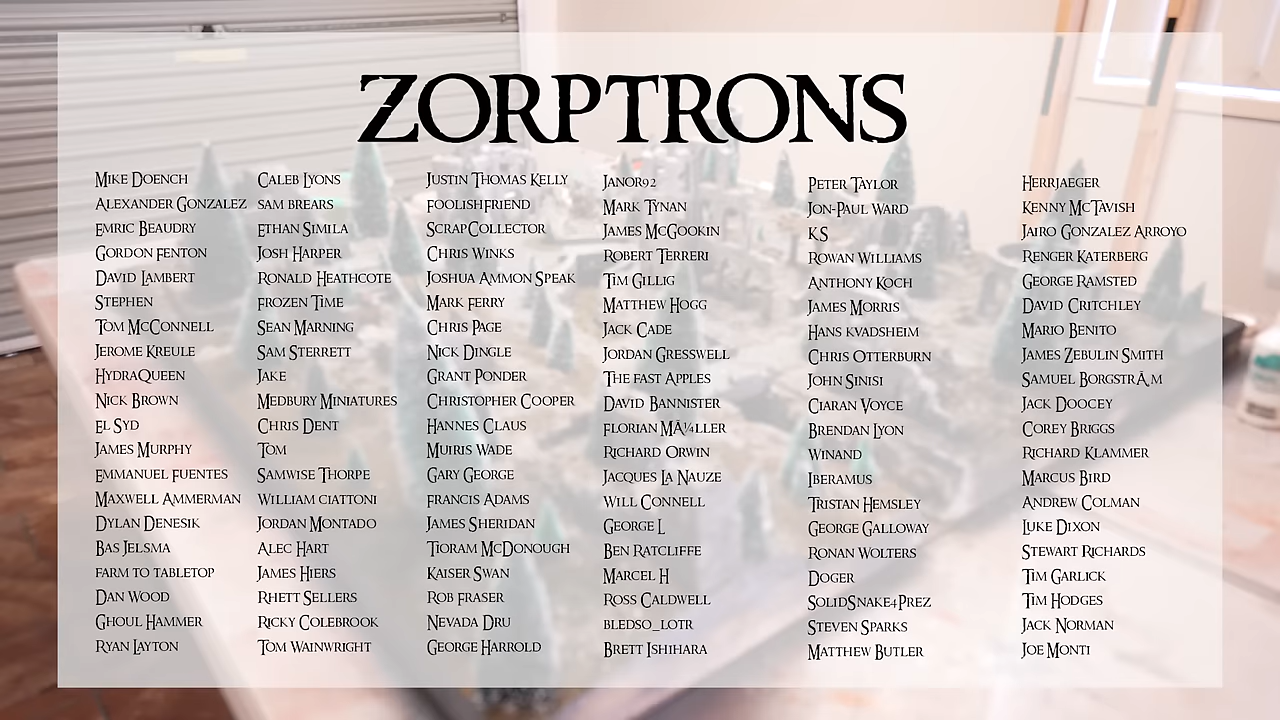 ZORPTRONS
Mike Doench
Alexander Gonzalez
Emric Beaudry
Gordon Fenton
David Lambert
Stephen
Tom McConnell
Jerome Kreule
HydraQueen
Nick Brown
El Syd
James Murphy
Emmanuel Fuentes
Maxwell Ammerman
Dylan Denesik
Bas Jelsma
farm to tabletop
Dan Wood
Ghoul Hammer
Ryan Layton
Caleb Lyons
sam brears
Ethan Simila
Josh Harper
Ronald Heathcote
Frozen Time
Sean Marning
Sam Sterrett
Jake
Medbury Miniatures
Chris Dent
Tom
Samwise Thorpe
William ciattoni
Jordan Montado
Alec Hart
James Hiers
Rhett Sellers
Ricky Colebrook
Tom Wainwright
Justin Thomas Kelly
foolishfriend
ScrapCollector
Chris Winks
Joshua Ammon Speak
Mark Ferry
Chris Page
Nick Dingle
Grant Ponder
Christopher Cooper
Hannes Claus
Muiris Wade
Gary George
Francis Adams
James Sheridan
Tioram McDonough
Kaiser Swan
Rob Fraser
Nevada Dru
George Harrold
Janor92
Mark Tynan
James McGookin
Robert Terreri
Tim Gillig
Matthew Hogg
Jack Cade
Jordan Gresswell
The Fast Apples
David Bannister
Florian MÃ¼ller
Richard Orwin
Jacques La Nauze
Will Connell
George L
Ben Ratcliffe
Marcel H
Ross Caldwell
bledso_lotr
Brett Ishihara
Peter Taylor
Jon-Paul Ward
KS
Rowan Williams
Anthony Koch
James Morris
Hans kvadsheim
Chris Otterburn
John Sinisi
Ciaran Voyce
Brendan Lyon
Winand
Iberamus
Tristan Hemsley
George Galloway
Ronan Wolters
Doger
SolidSnake4Prez
Steven Sparks
Matthew Butler
Herrjaeger
Kenny McTavish
Jairo Gonzalez Arroyo
Renger Katerberg
George Ramsted
David Critchley
Mario Benito
James Zebulin Smith
Samuel BorgstrÃ¶m
Jack Doocey
Corey Briggs
Richard Klammer
Marcus Bird
Andrew Colman
Luke Dixon
Stewart Richards
Tim Garlick
Tim Hodges
Jack Norman
Joe Monti